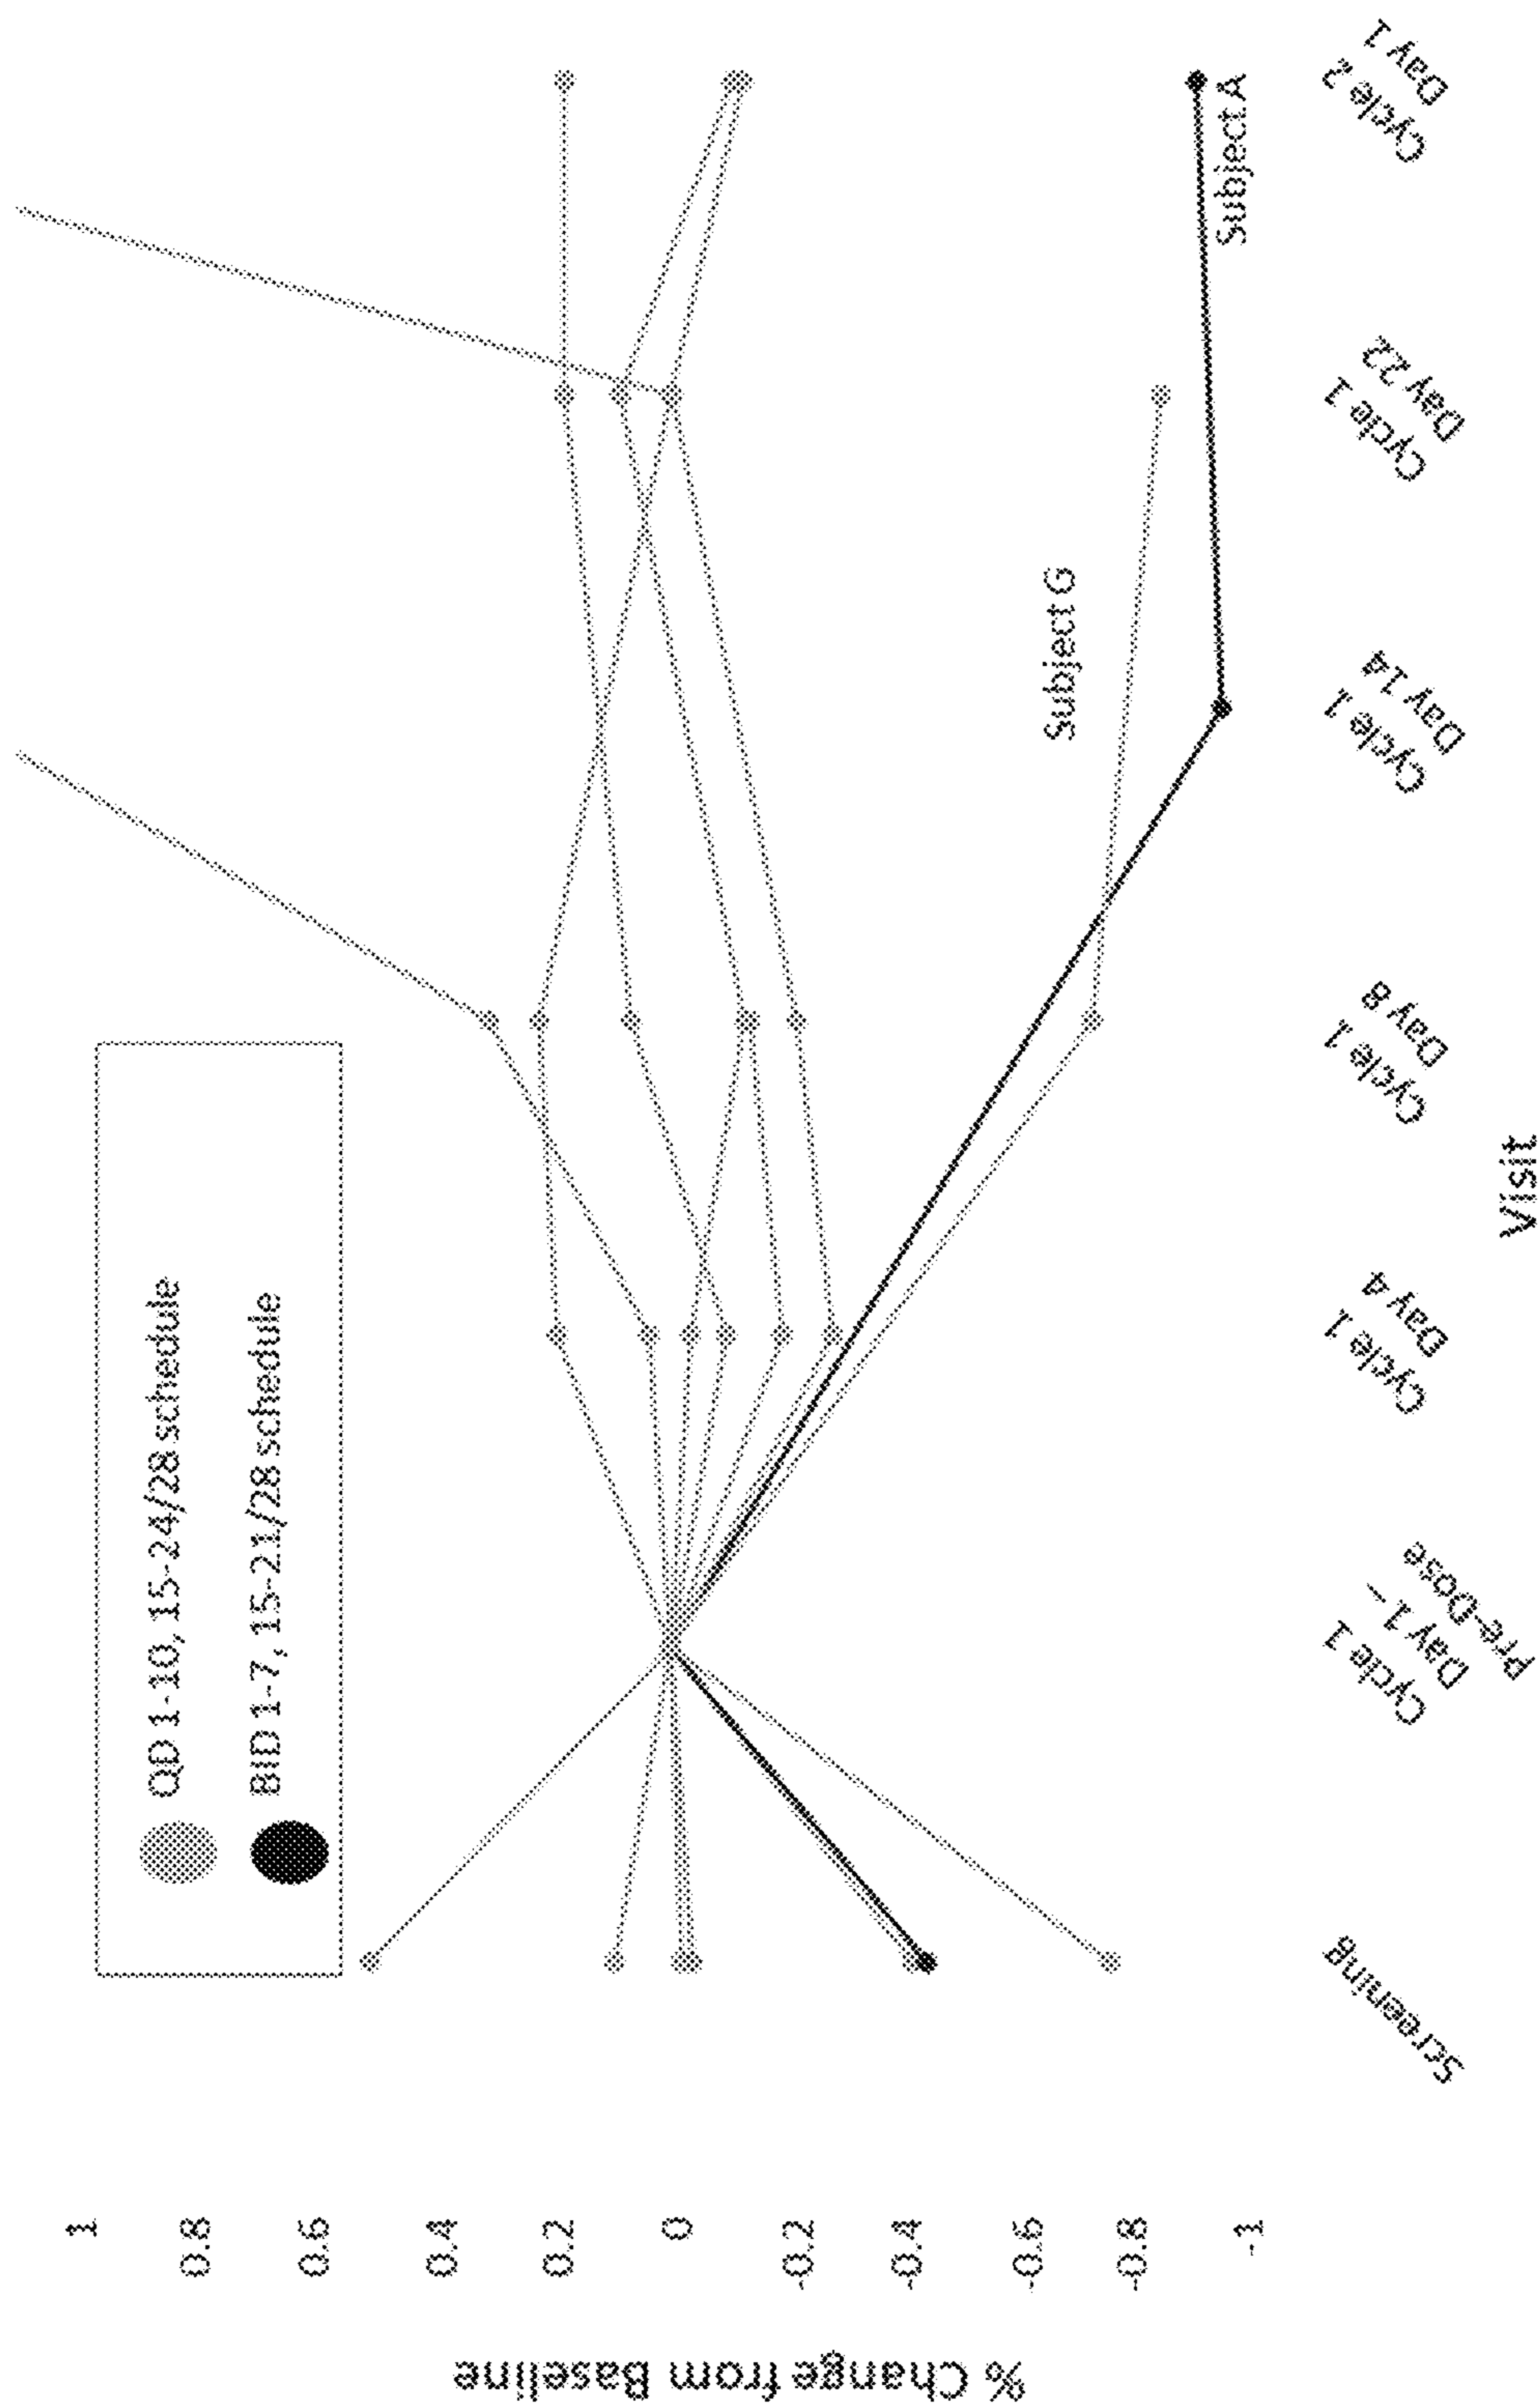 % Change from Baseline
1
0.8
0.6
0.4
0.2
0
-0.2
-0.4
-0.6
-0.8
-1
QD 1-10, 15-24/28 schedule
BID 1-7, 15-21/28 schedule
Subject G
Subject A
Screening
Cycle 1
Day 1 –
Pre-Dose
Cycle 1
Day 4
Cycle 1
Day 8
Cycle 1
Day 14
Cycle 1
Day 22
Cycle 2
Day 1
Visit